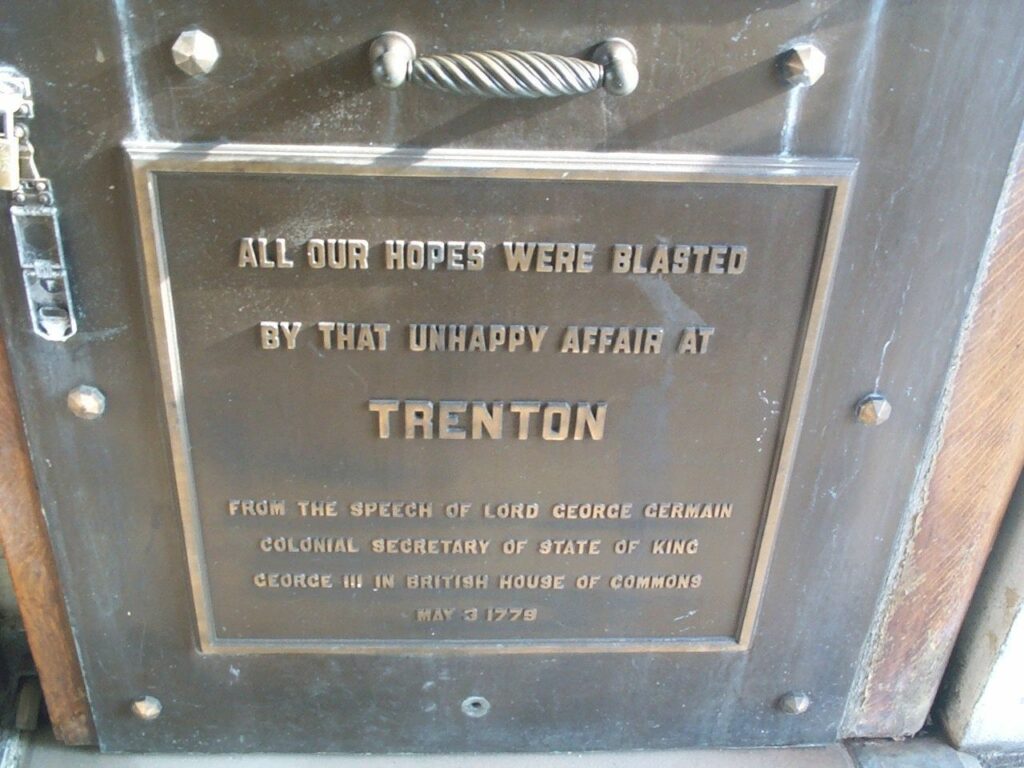 ALL OUR HOPES WERE BLASTED
BY THAT UNHAPPY AFFAIR AT
TRENTON
FROM THE SPEECH OF LORD GEORGE GERMAIN
COLONIAL SECRETARY OF STATE OF KING
GEORGE III IN BRITISH HOUSE OF COMMONS
MAY 3 1779